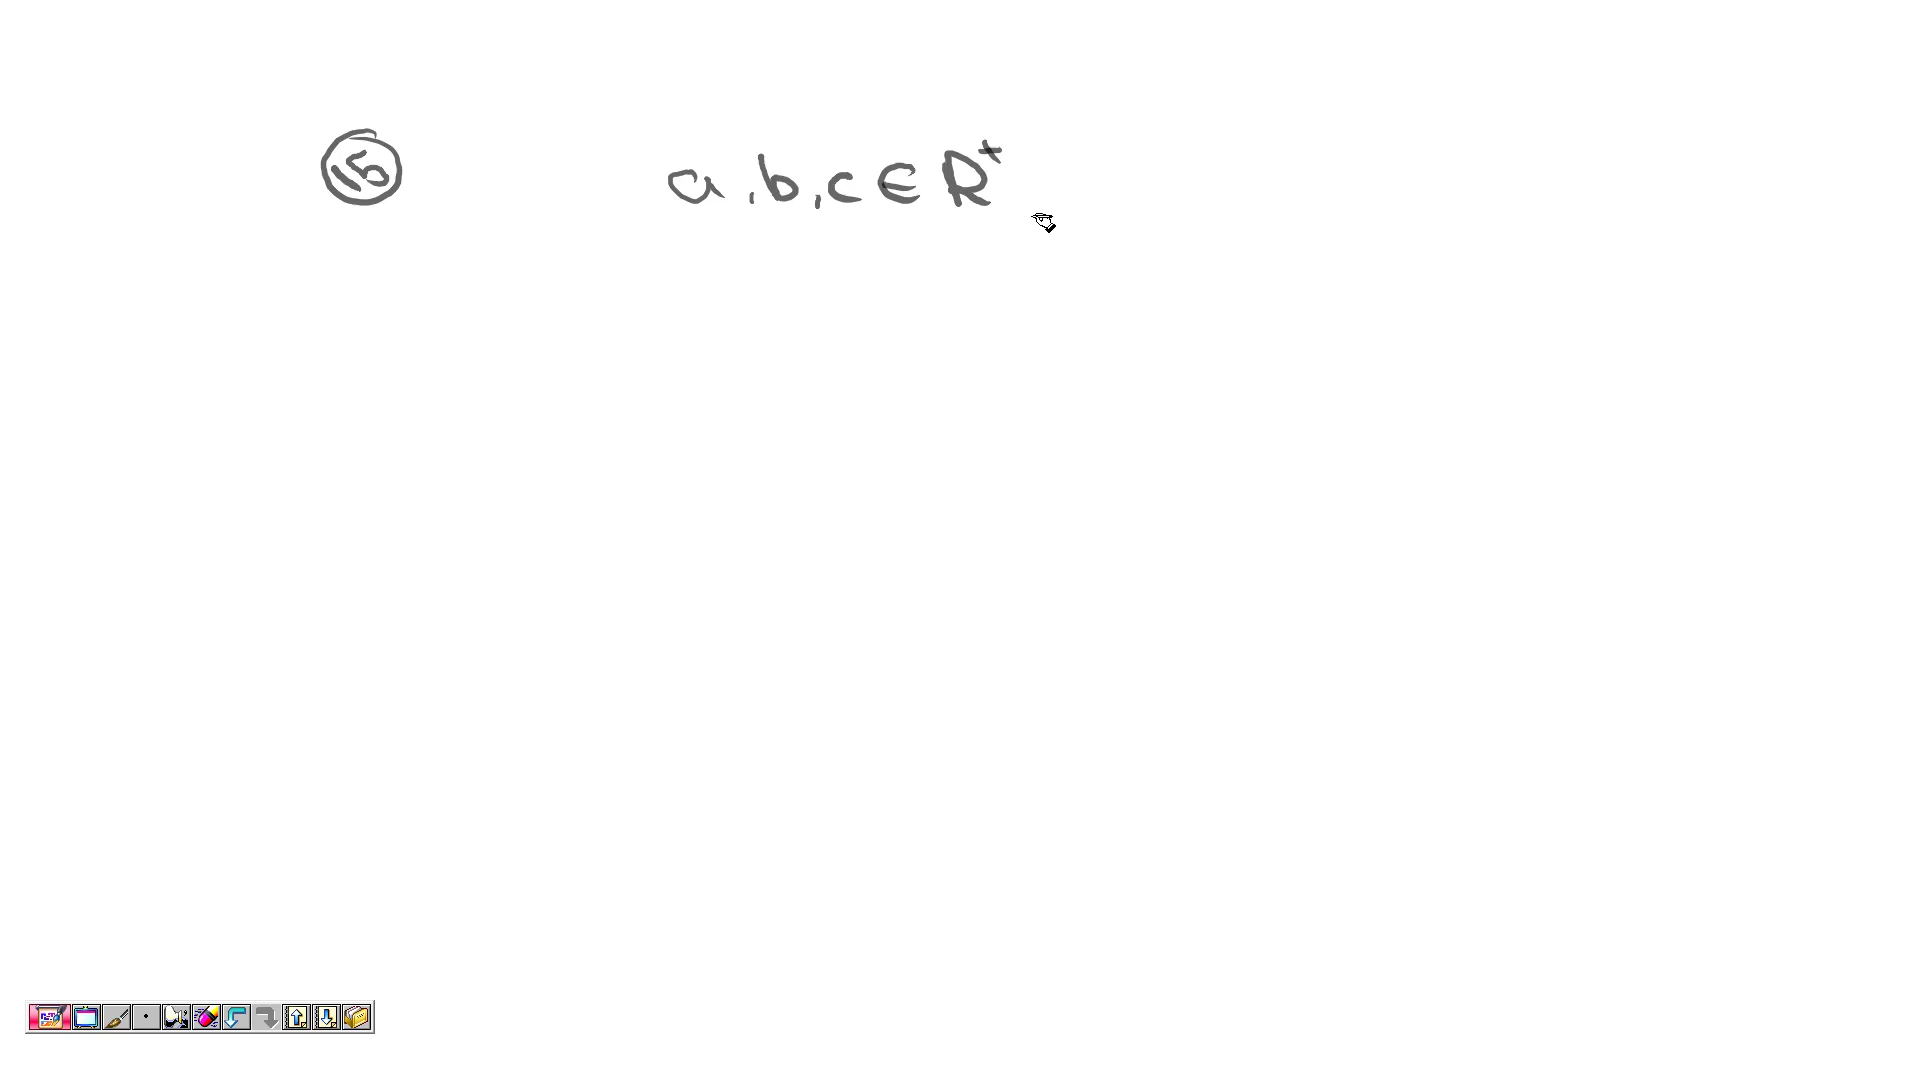 15 a, b, c ∈ R⁺